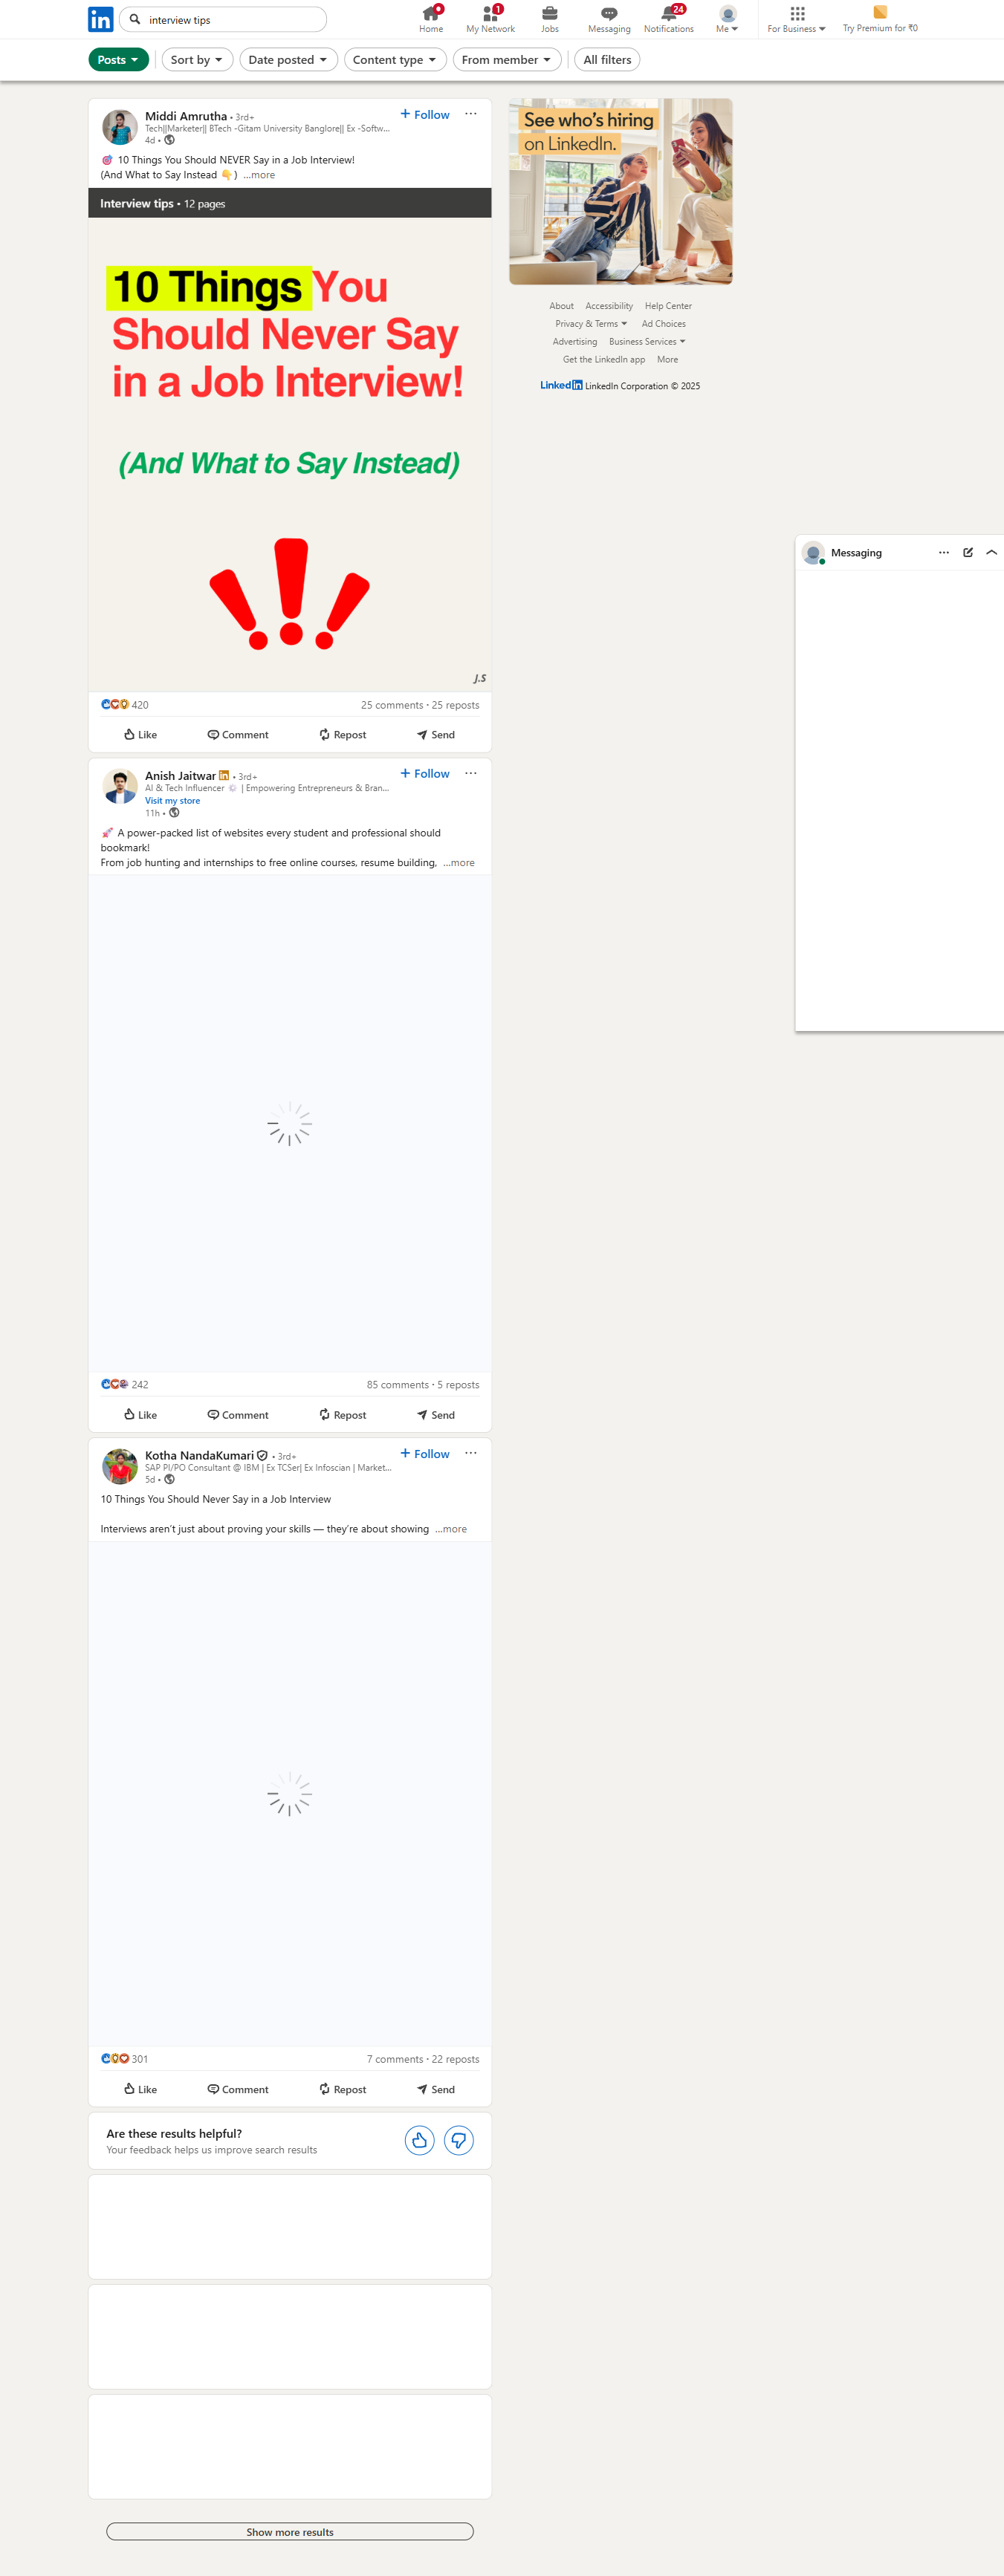 in
interview tips
Home
1
My Network
Jobs
Messaging
24
Notifications
Me
For Business
Try Premium for ₹0
Posts
Sort by
Date posted
Content type
From member
All filters
Middi Amrutha • 3rd+
+ Follow
Tech||Marketer|| BTech -Gitam University Banglore|| Ex -Softw...
4d •
🎯 10 Things You Should NEVER Say in a Job Interview!
(And What to Say Instead 👇) ...more
Interview tips • 12 pages
10 Things You
Should Never Say
in a Job Interview!
(And What to Say Instead)
!!!
J.S
420
25 comments • 25 reposts
Like
Comment
Repost
Send
See who's hiring
on LinkedIn.
About
Accessibility
Help Center
Privacy & Terms
Ad Choices
Advertising
Business Services
Get the LinkedIn app
More
LinkedIn LinkedIn Corporation © 2025
Messaging
Anish Jaitwar in • 3rd+
+ Follow
AI & Tech Influencer | Empowering Entrepreneurs & Bran...
Visit my store
11h •
🚀 A power-packed list of websites every student and professional should
bookmark!
From job hunting and internships to free online courses, resume building, ...more
242
85 comments • 5 reposts
Like
Comment
Repost
Send
Kotha NandaKumari • 3rd+
+ Follow
SAP PI/PO Consultant @ IBM | Ex TCSer| Ex Infoscian | Market...
5d •
10 Things You Should Never Say in a Job Interview
Interviews aren't just about proving your skills — they're about showing ...more
301
7 comments • 22 reposts
Like
Comment
Repost
Send
Are these results helpful?
Your feedback helps us improve search results
Show more results